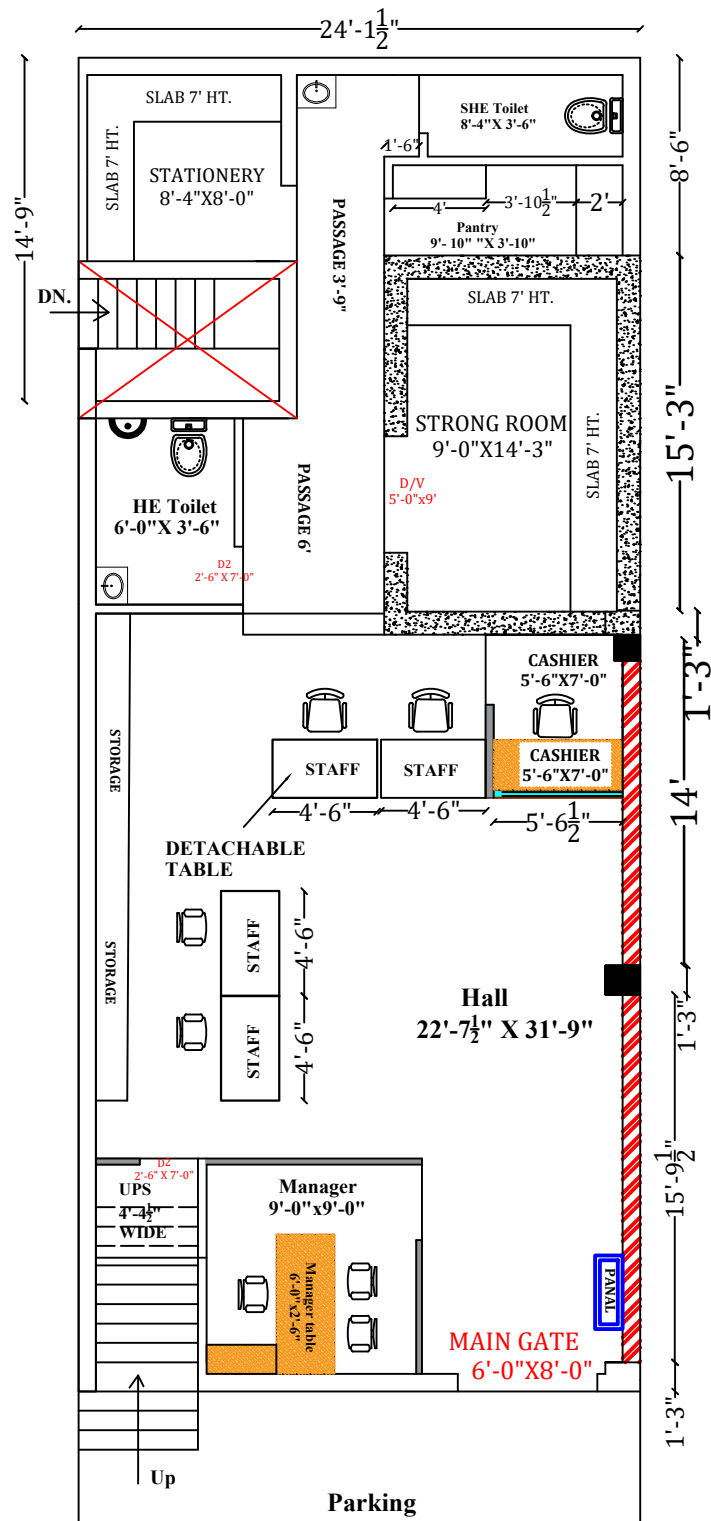 24'-1½"
SLAB 7' HT.
SLAB 7' HT.
STATIONERY
8'-4"X8'-0"
14'-9"
SHE Toilet
8'-4"X 3'-6"
1'-6"
8'-6"
PASSAGE 3'-9"
4'
3'-10½"
2'
Pantry
9'- 10" "X 3'-10"
DN.
SLAB 7' HT.
SLAB 7' HT.
STRONG ROOM
9'-0"X14'-3"
15'-3"
D/V
5'-0"x9'
HE Toilet
6'-0"X 3'-6"
PASSAGE 6'
D2
2'-6" X 7'-0"
1'-3"
CASHIER
5'-6"X7'-0"
CASHIER
5'-6"X7'-0"
STORAGE
STAFF
STAFF
4'-6"
4'-6"
5'-6½"
14'
DETACHABLE
TABLE
STORAGE
STAFF
4'-6"
STAFF
4'-6"
Hall
22'-7½" X 31'-9"
1'-3"
15'-9½"
D2
2'-6" X 7'-0"
UPS
4'-4½"
WIDE
Manager
9'-0"x9'-0"
Manager table
6'-0"x2'-6"
PANAL
MAIN GATE
6'-0"X8'-0"
1'-3"
Up
Parking